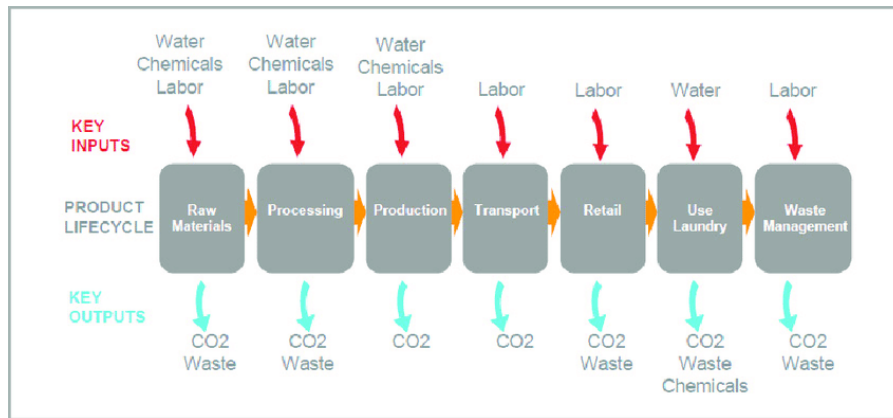 Water
Chemicals
Labor
Water
Chemicals
Labor
Water
Chemicals
Labor
Labor
Labor
Water
Labor
KEY
INPUTS
PRODUCT
LIFECYCLE
Raw
Materials
Processing
Production
Transport
Retail
Use
Laundry
Waste
Management
KEY
OUTPUTS
CO2
Waste
CO2
Waste
CO2
CO2
CO2
Waste
CO2
Waste
Chemicals
CO2
Waste